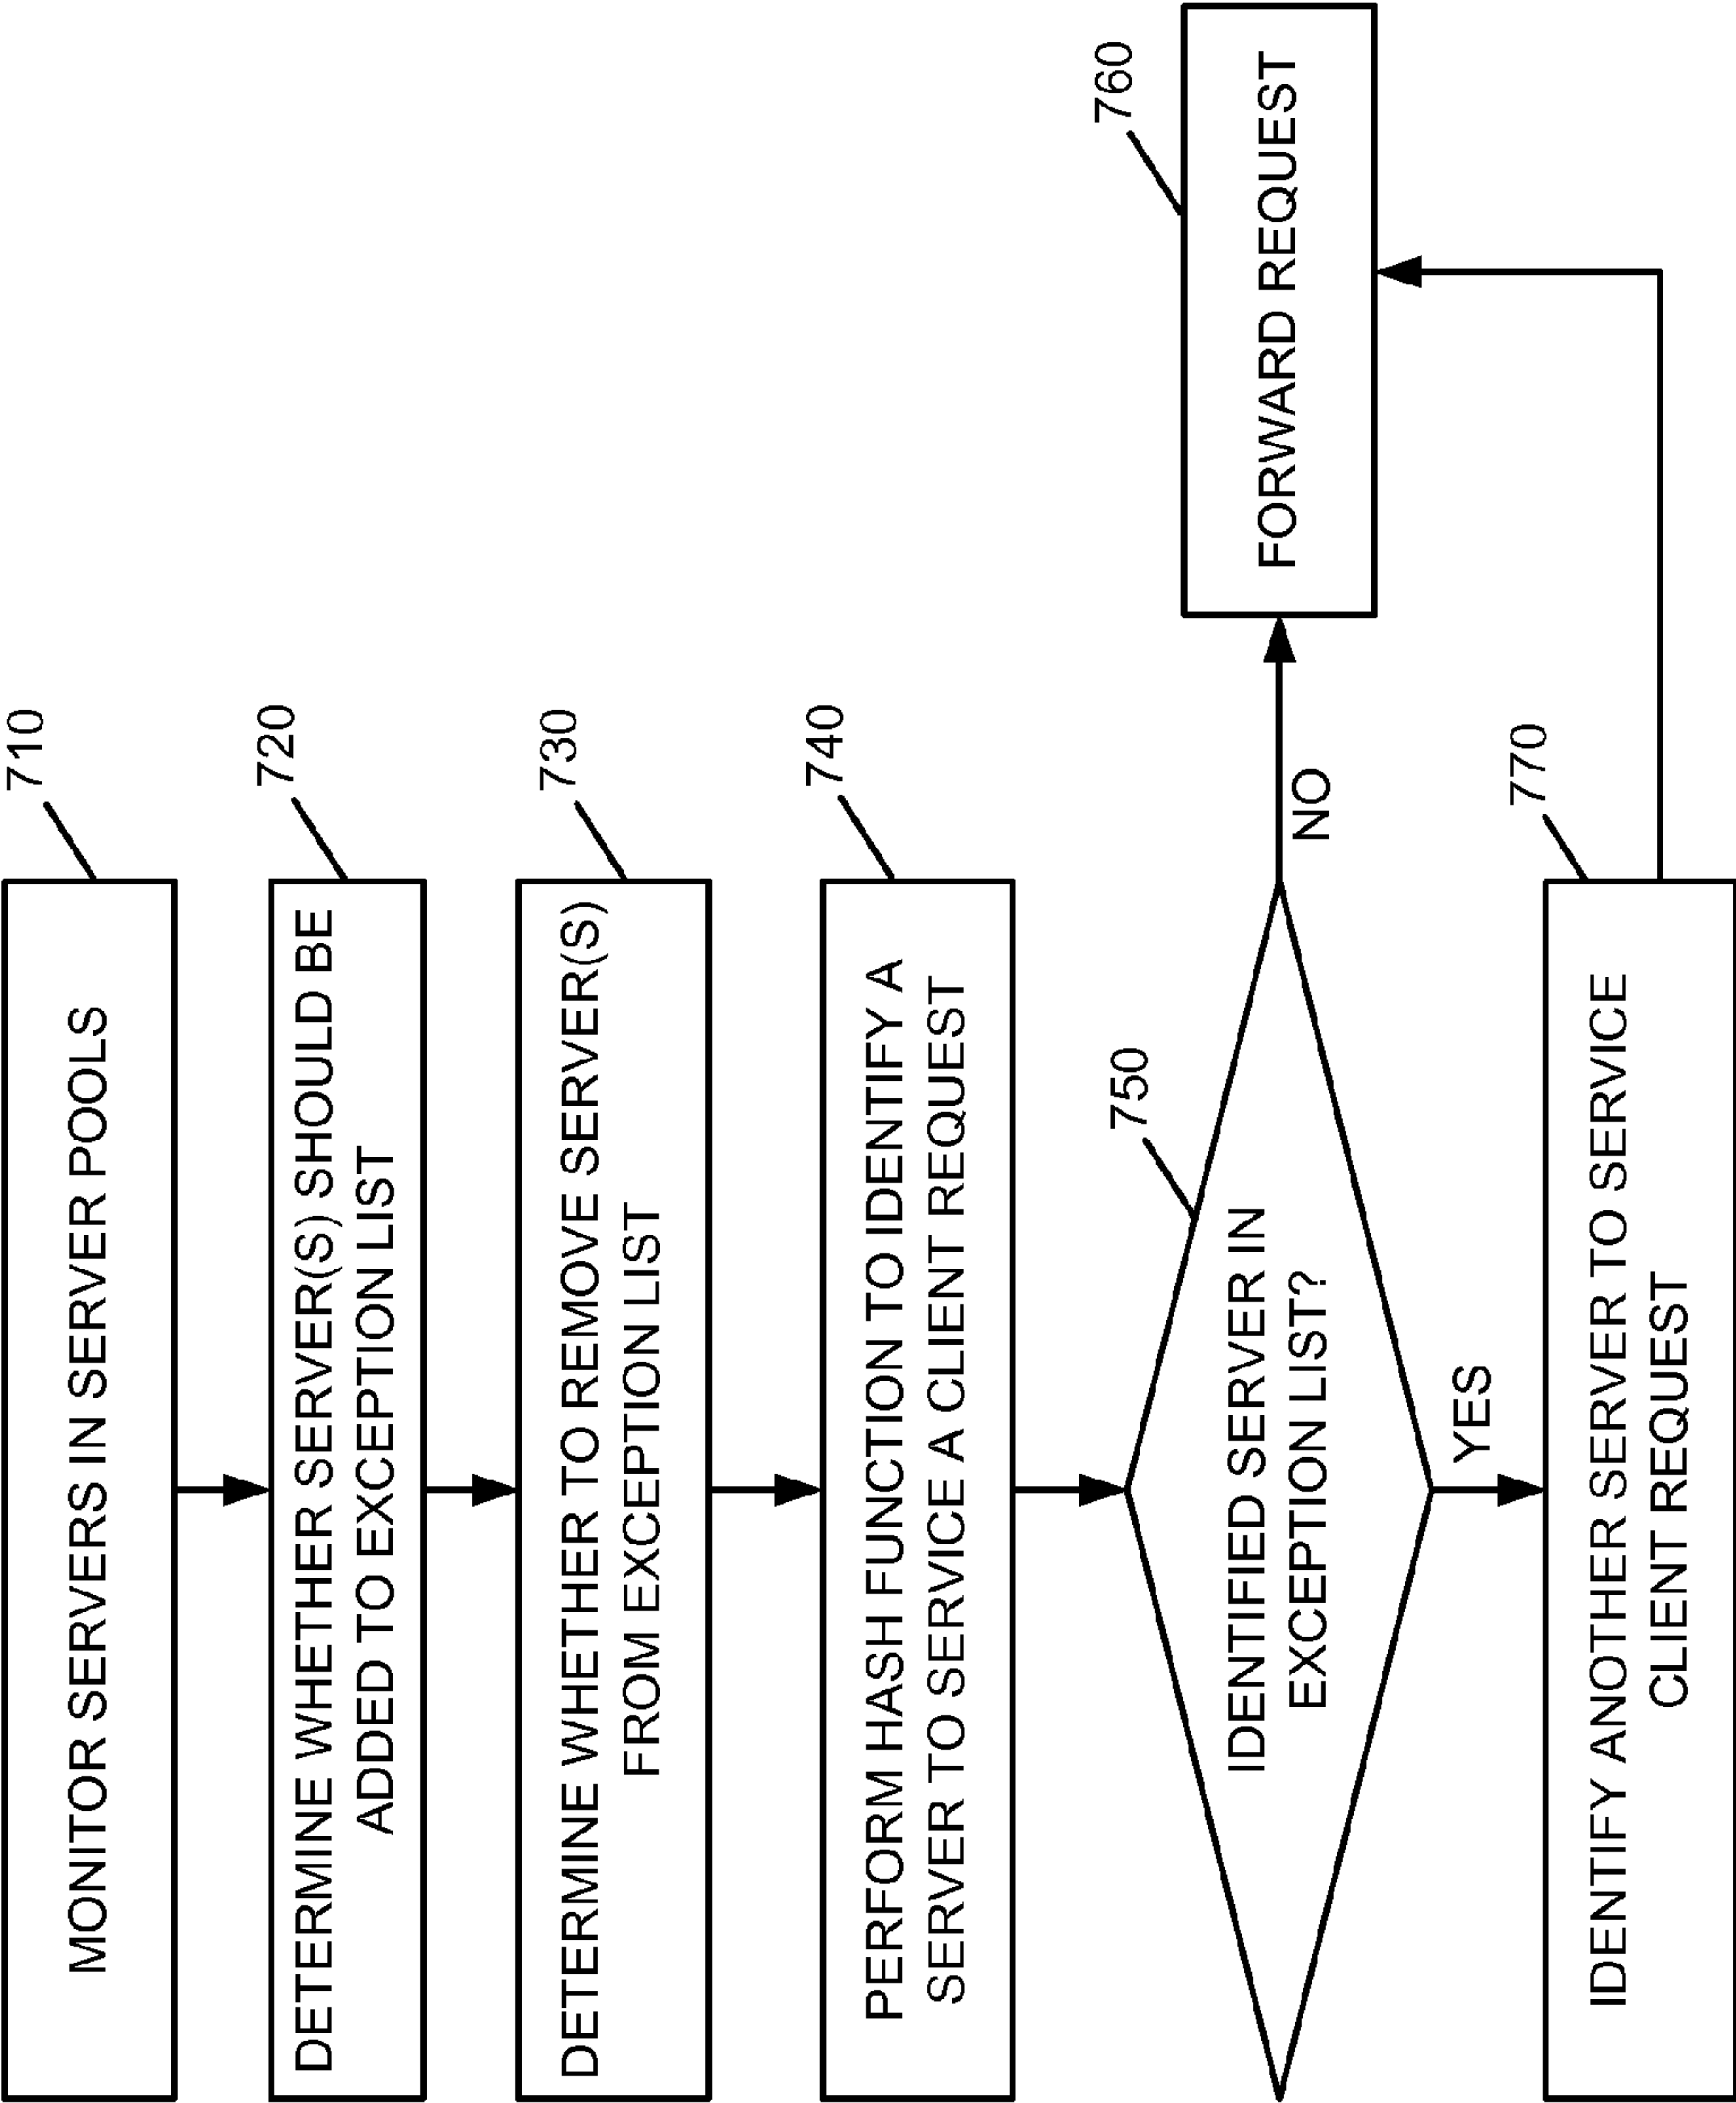 710
MONITOR SERVERS IN SERVER POOLS
720
DETERMINE WHETHER SERVER(S) SHOULD BE
ADDED TO EXCEPTION LIST
730
DETERMINE WHETHER TO REMOVE SERVER(S)
FROM EXCEPTION LIST
740
PERFORM HASH FUNCTION TO IDENTIFY A
SERVER TO SERVICE A CLIENT REQUEST
750
IDENTIFIED SERVER IN
EXCEPTION LIST?
NO
760
FORWARD REQUEST
YES
770
IDENTIFY ANOTHER SERVER TO SERVICE
CLIENT REQUEST